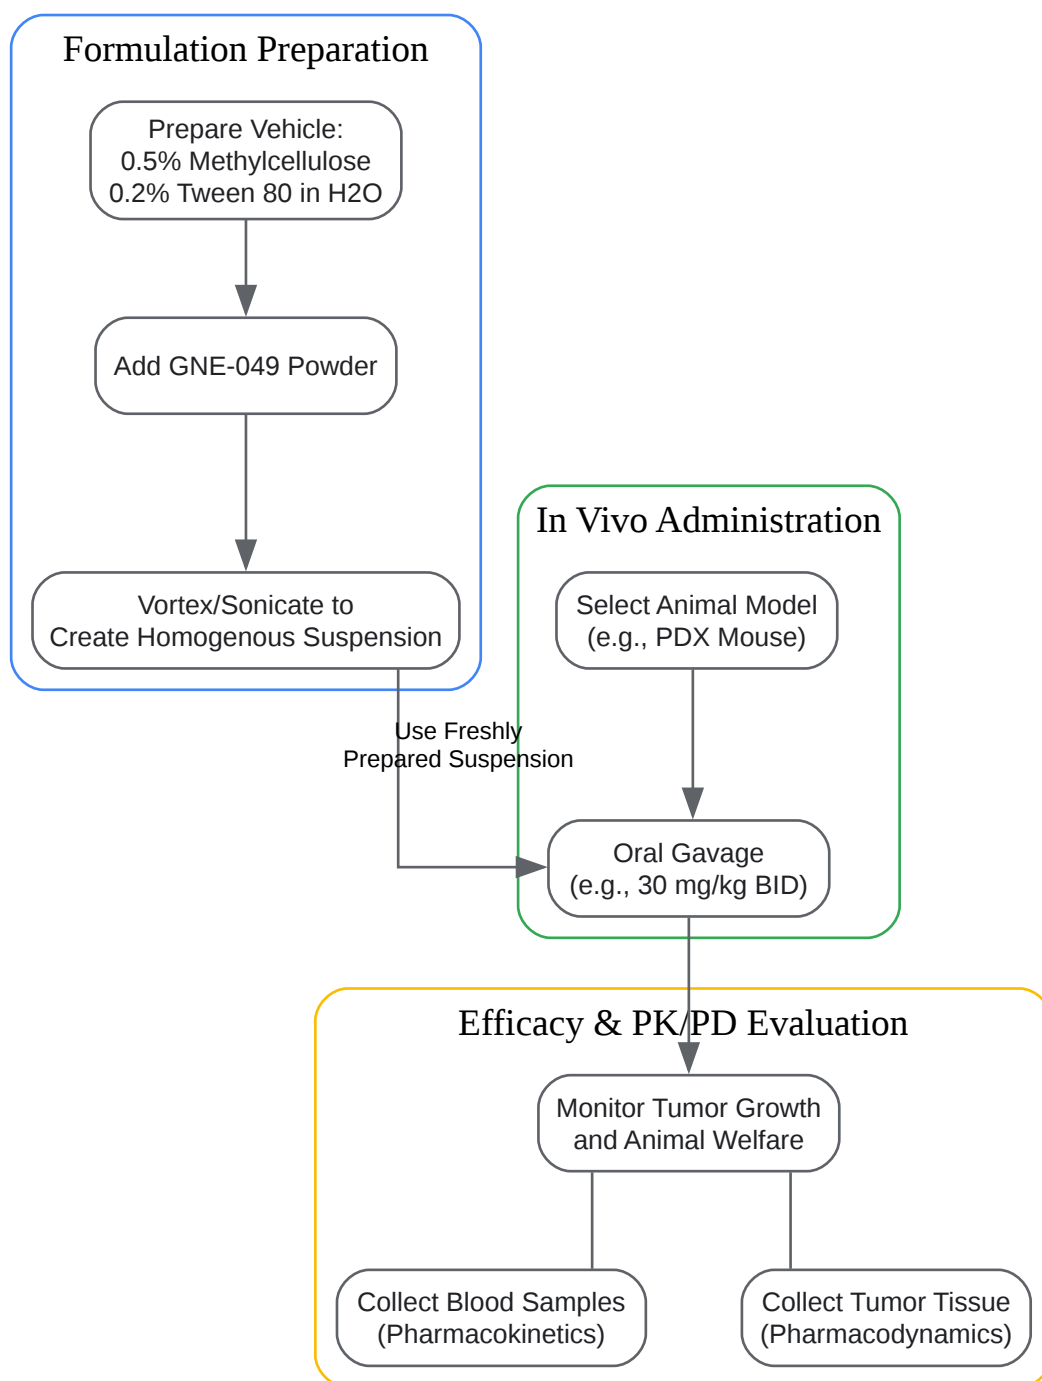 Formulation Preparation
Prepare Vehicle:
0.5% Methylcellulose
0.2% Tween 80 in H2O
Add GNE-049 Powder
Vortex/Sonicate to
Create Homogenous Suspension
Use Freshly
Prepared Suspension
In Vivo Administration
Select Animal Model
(e.g., PDX Mouse)
Oral Gavage
(e.g., 30 mg/kg BID)
Efficacy & PK/PD Evaluation
Monitor Tumor Growth
and Animal Welfare
Collect Blood Samples
(Pharmacokinetics)
Collect Tumor Tissue
(Pharmacodynamics)